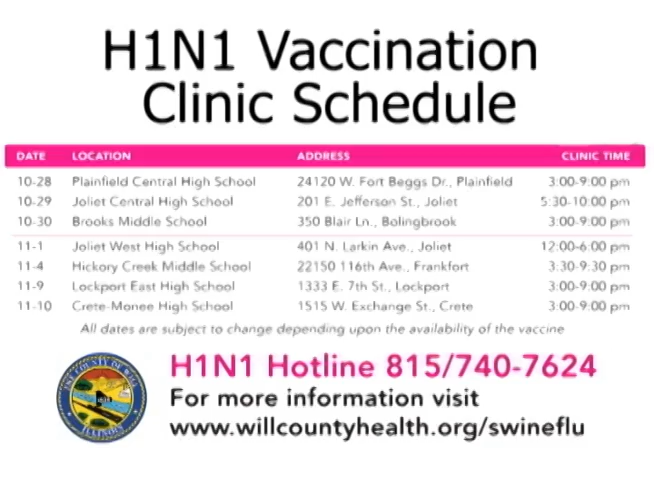 H1N1 Vaccination
Clinic Schedule
DATE LOCATION ADDRESS CLINIC TIME
10-28 Plainfield Central High School 24120 W. Fort Beggs Dr., Plainfield 3:00-9:00 pm
10-29 Joliet Central High School 201 E. Jefferson St., Joliet 5:30-10:00 pm
10-30 Brooks Middle School 350 Blair Ln., Bolingbrook 3:00-9:00 pm
11-1 Joliet West High School 401 N. Larkin Ave., Joliet 12:00-6:00 pm
11-4 Hickory Creek Middle School 22150 116th Ave., Frankfort 3:30-9:30 pm
11-9 Lockport East High School 1333 E. 7th St., Lockport 3:00-9:00 pm
11-10 Crete-Monee High School 1515 W. Exchange St., Crete 3:00-9:00 pm
All dates are subject to change depending upon the availability of the vaccine
THE COUNTY OF WILL
1836
ILLINOIS
H1N1 Hotline 815/740-7624
For more information visit
www.willcountyhealth.org/swineflu